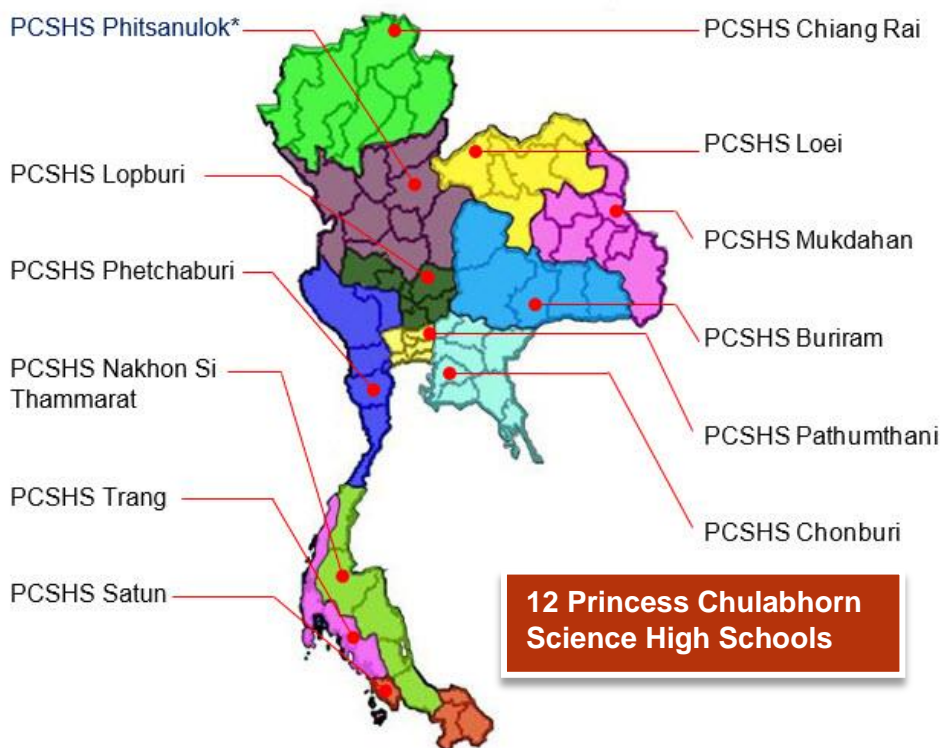 PCSHS Phitsanulok*
PCSHS Lopburi
PCSHS Phetchaburi
PCSHS Nakhon Si
Thammarat
PCSHS Trang
PCSHS Satun
PCSHS Chiang Rai
PCSHS Loei
PCSHS Mukdahan
PCSHS Buriram
PCSHS Pathumthani
PCSHS Chonburi
12 Princess Chulabhorn
Science High Schools